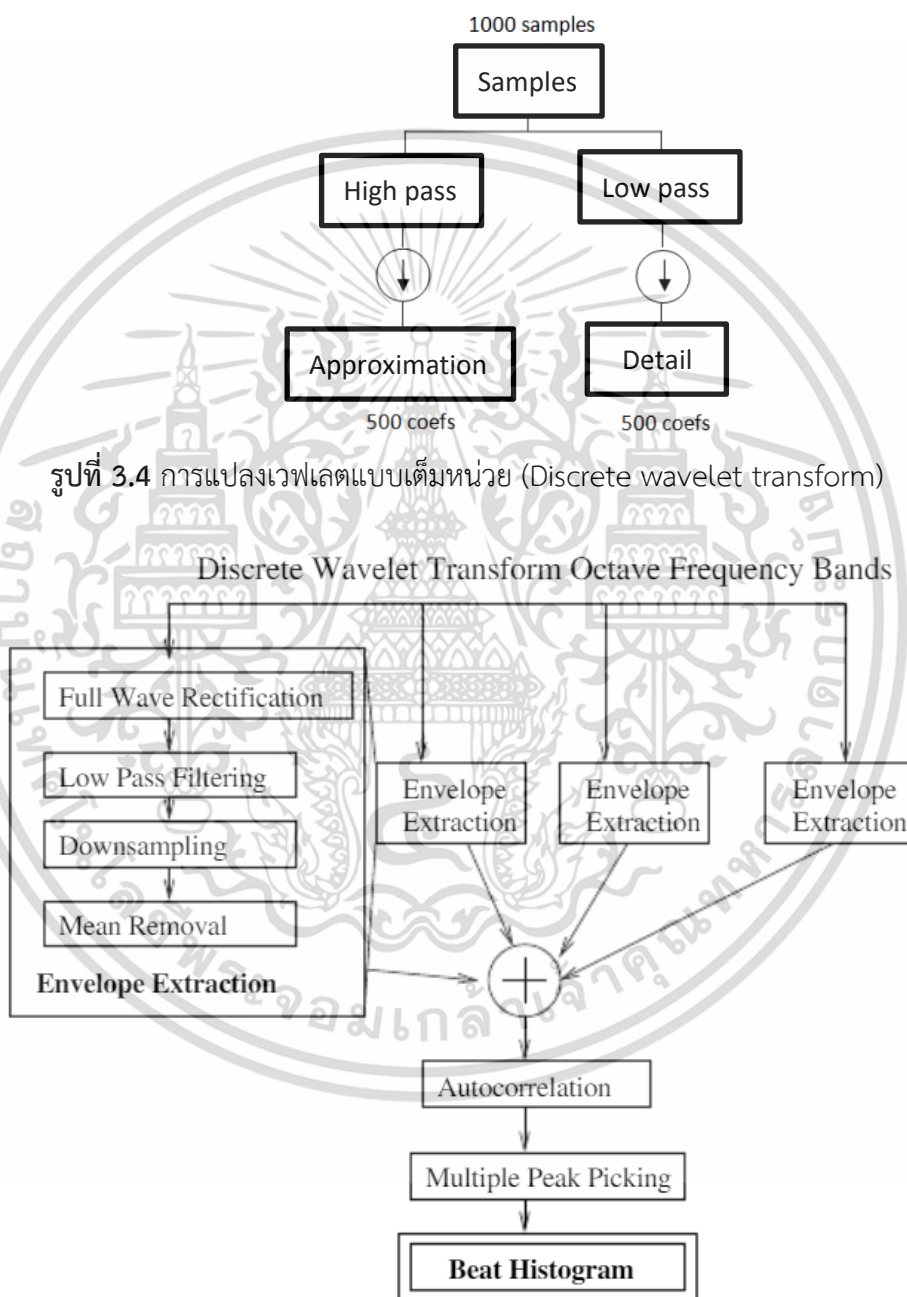 1000 samples
Samples
High pass
Low pass
Approximation
Detail
500 coefs
500 coefs
รูปที่ 3.4 การแปลงเวฟเลตแบบเต็มหน่วย (Discrete wavelet transform)
Discrete Wavelet Transform Octave Frequency Bands
Full Wave Rectification
Low Pass Filtering
Downsampling
Mean Removal
Envelope Extraction
Envelope
Extraction
Envelope
Extraction
Envelope
Extraction
Autocorrelation
Multiple Peak Picking
Beat Histogram